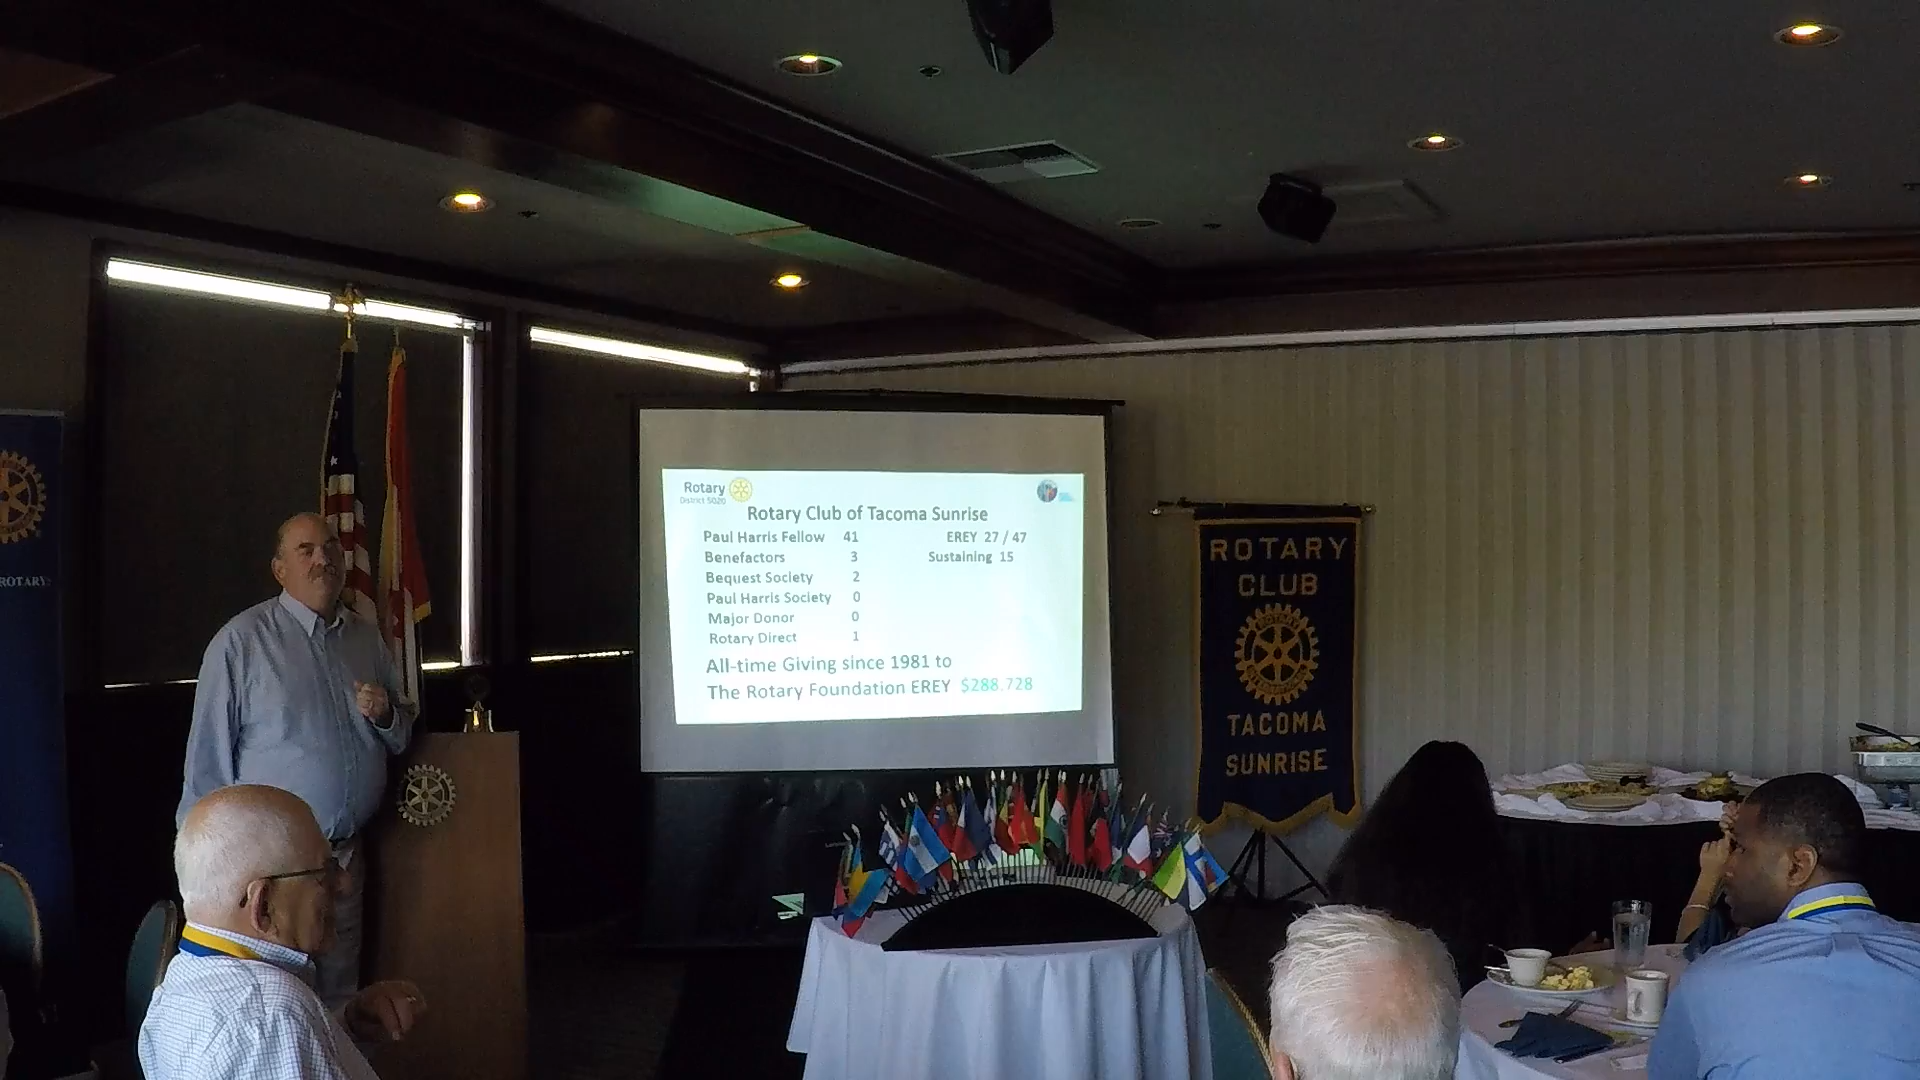 Rotary
District 5020
Rotary Club of Tacoma Sunrise
Paul Harris Fellow 41 EREY 27 / 47
Benefactors 3 Sustaining 15
Bequest Society 2
Paul Harris Society 0
Major Donor 0
Rotary Direct 1
All-time Giving since 1981 to
The Rotary Foundation EREY $288.728
ROTARY
CLUB
ROTARY
INTERNATIONAL
TACOMA
SUNRISE
ROTARY: